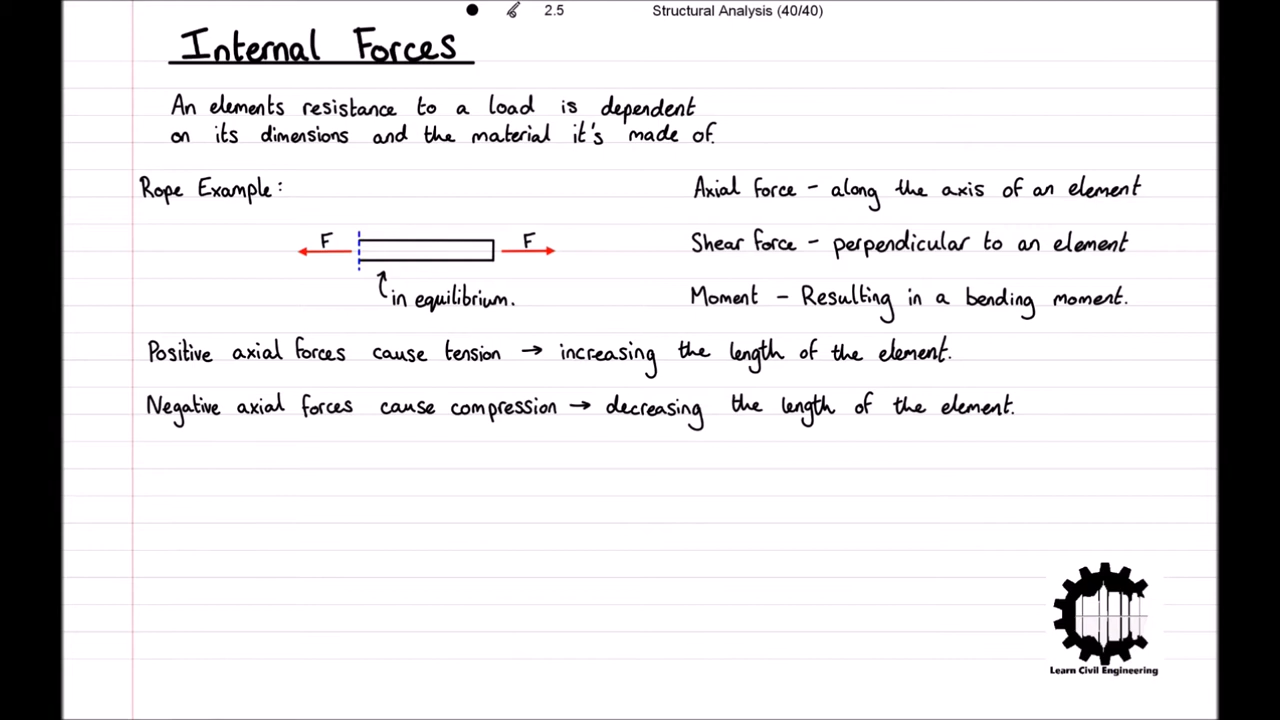 2.5
Structural Analysis (40/40)
Internal Forces
An elements resistance to a load is dependent
on its dimensions and the material it's made of.
Rope Example:
F
F
in equilibrium.
Axial force - along the axis of an element
Shear force - perpendicular to an element
Moment - Resulting in a bending moment.
Positive axial forces cause tension → increasing the length of the element.
Negative axial forces cause compression → decreasing the length of the element.
Learn Civil Engineering